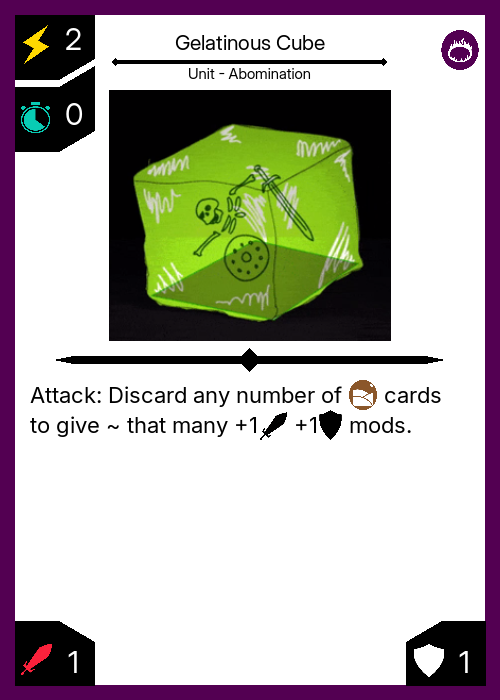 2
Gelatinous Cube
Unit - Abomination
0
Attack: Discard any number of cards
to give ~ that many +1 +1 mods.
1
1